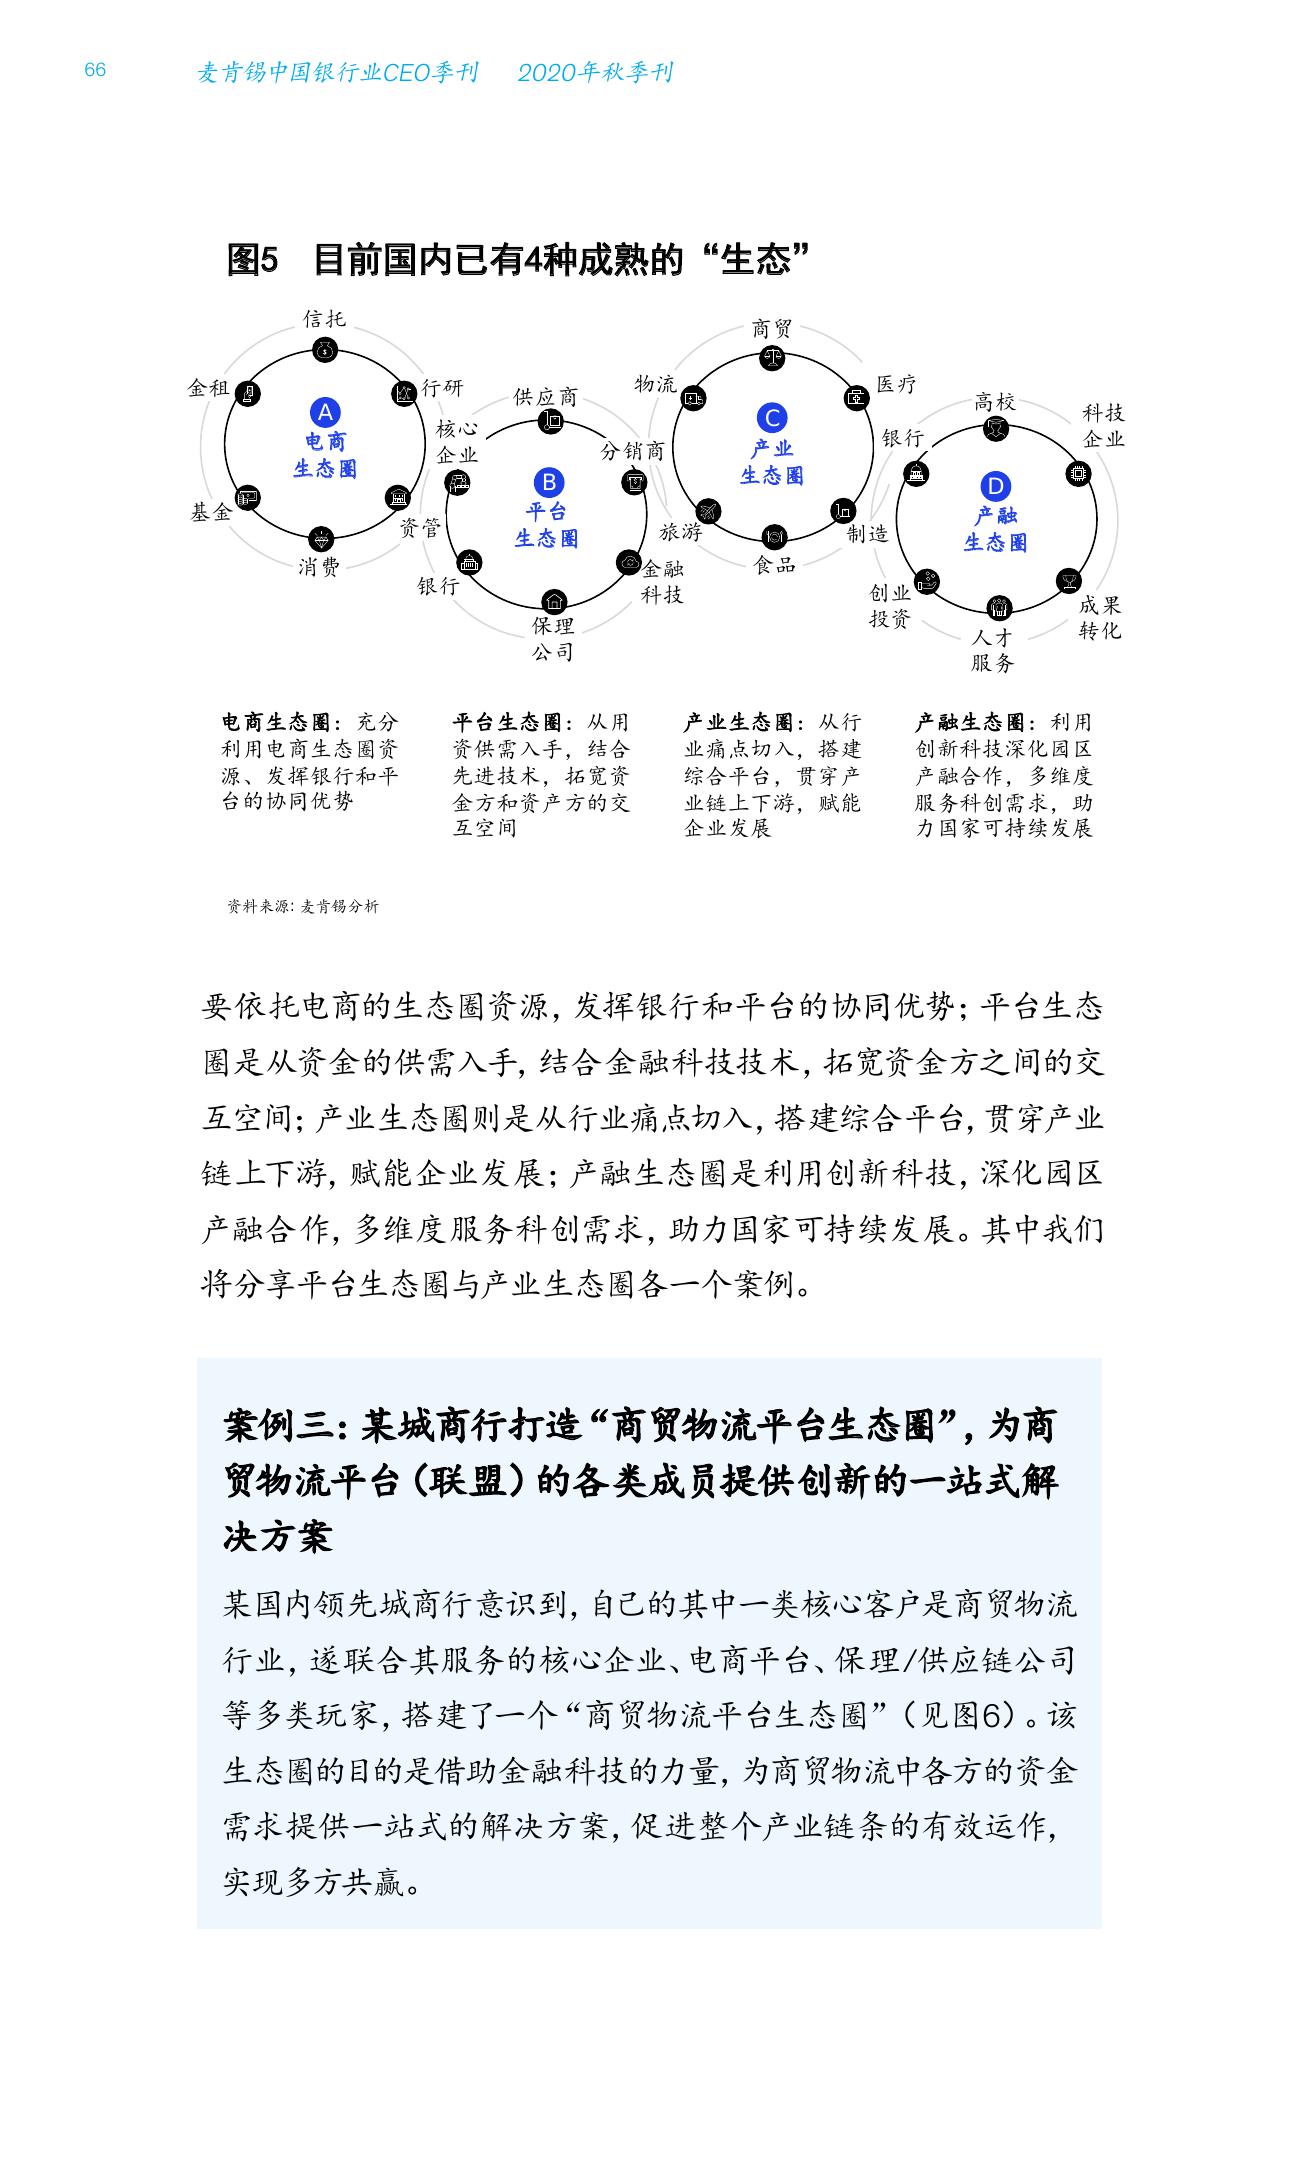 66
麦肯锡中国银行业CEO季刊 2020年秋季刊
图5 目前国内已有4种成熟的“生态”
信托
金租
行研
A
电商
生态圈
基金
资管
消费
供应商
核心
企业
分销商
B
平台
生态圈
银行
金融
科技
保理
公司
商贸
物流
医疗
C
产业
生态圈
旅游
制造
食品
高校
银行
科技
企业
D
产融
生态圈
创业
投资
成果
转化
人才
服务
电商生态圈：充分
利用电商生态圈资
源、发挥银行和平
台的协同优势
平台生态圈：从用
资供需入手，结合
先进技术，拓宽资
金方和资产方的交
互空间
产业生态圈：从行
业痛点切入，搭建
综合平台，贯穿产
业链上下游，赋能
企业发展
产融生态圈：利用
创新科技深化园区
产融合作，多维度
服务科创需求，助
力国家可持续发展
资料来源：麦肯锡分析
要依托电商的生态圈资源，发挥银行和平台的协同优势；平台生态
圈是从资金的供需入手，结合金融科技技术，拓宽资金方之间的交
互空间；产业生态圈则是从行业痛点切入，搭建综合平台，贯穿产业
链上下游，赋能企业发展；产融生态圈是利用创新科技，深化园区
产融合作，多维度服务科创需求，助力国家可持续发展。其中我们
将分享平台生态圈与产业生态圈各一个案例。
案例三：某城商行打造“商贸物流平台生态圈”，为商
贸物流平台（联盟）的各类成员提供创新的一站式解
决方案
某国内领先城商行意识到，自己的其中一类核心客户是商贸物流
行业，遂联合其服务的核心企业、电商平台、保理/供应链公司
等多类玩家，搭建了一个“商贸物流平台生态圈”（见图6）。该
生态圈的目的是借助金融科技的力量，为商贸物流中各方的资金
需求提供一站式的解决方案，促进整个产业链条的有效运作，
实现多方共赢。